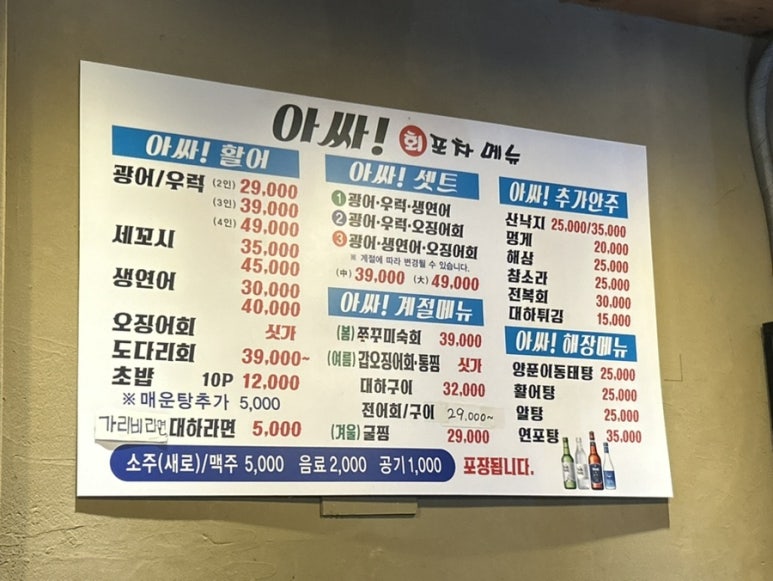 아싸! 회포차 메뉴
아싸! 활어
광어/우럭 (2인) 29,000
(3인) 39,000
(4인) 49,000
세꼬시 35,000
45,000
생연어 30,000
40,000
오징어회 싯가
도다리회 39,000~
초밥 10P 12,000
※ 매운탕추가 5,000
가리비라면 대하라면 5,000
아싸! 셋트
1 광어·우럭·생연어
2 광어·우럭·오징어회
3 광어·생연어·오징어회
※ 계절에 따라 변경될 수 있습니다.
(中) 39,000 (大) 49,000
아싸! 계절메뉴
(봄) 쭈꾸미숙회 39,000
(여름) 갑오징어회·통찜 싯가
대하구이 32,000
전어회/구이 29.000~
(겨울) 굴찜 29,000
아싸! 추가안주
산낙지 25.000/35.000
멍게 20.000
해삼 25.000
참소라 25.000
전복회 30.000
대하튀김 15.000
아싸! 해장메뉴
양푼이동태탕 25,000
활어탕 25.000
알탕 25.000
연포탕 35.000
소주(새로)/맥주 5,000 음료 2,000 공기 1,000 포장됩니다.